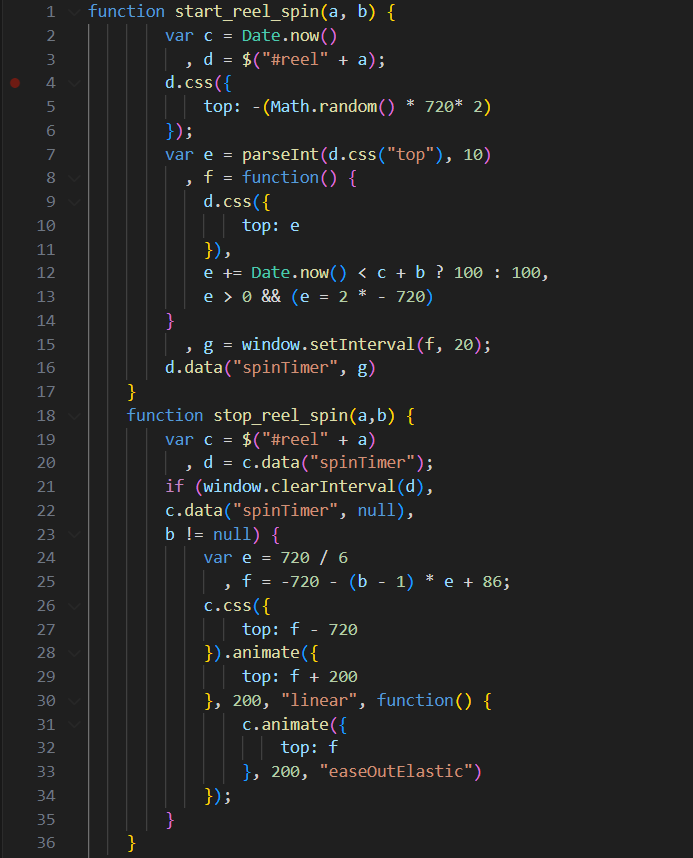 1 function start_reel_spin(a, b) {
2 var c = Date.now()
3 , d = $("#reel" + a);
4 d.css({
5 top: -(Math.random() * 720* 2)
6 });
7 var e = parseInt(d.css("top"), 10)
8 , f = function() {
9 d.css({
10 top: e
11 }),
12 e += Date.now() < c + b ? 100 : 100,
13 e > 0 && (e = 2 * - 720)
14 }
15 , g = window.setInterval(f, 20);
16 d.data("spinTimer", g)
17 }
18 function stop_reel_spin(a,b) {
19 var c = $("#reel" + a)
20 , d = c.data("spinTimer");
21 if (window.clearInterval(d),
22 c.data("spinTimer", null),
23 b != null) {
24 var e = 720 / 6
25 , f = -720 - (b - 1) * e + 86;
26 c.css({
27 top: f - 720
28 }).animate({
29 top: f + 200
30 }, 200, "linear", function() {
31 c.animate({
32 top: f
33 }, 200, "easeOutElastic")
34 });
35 }
36 }